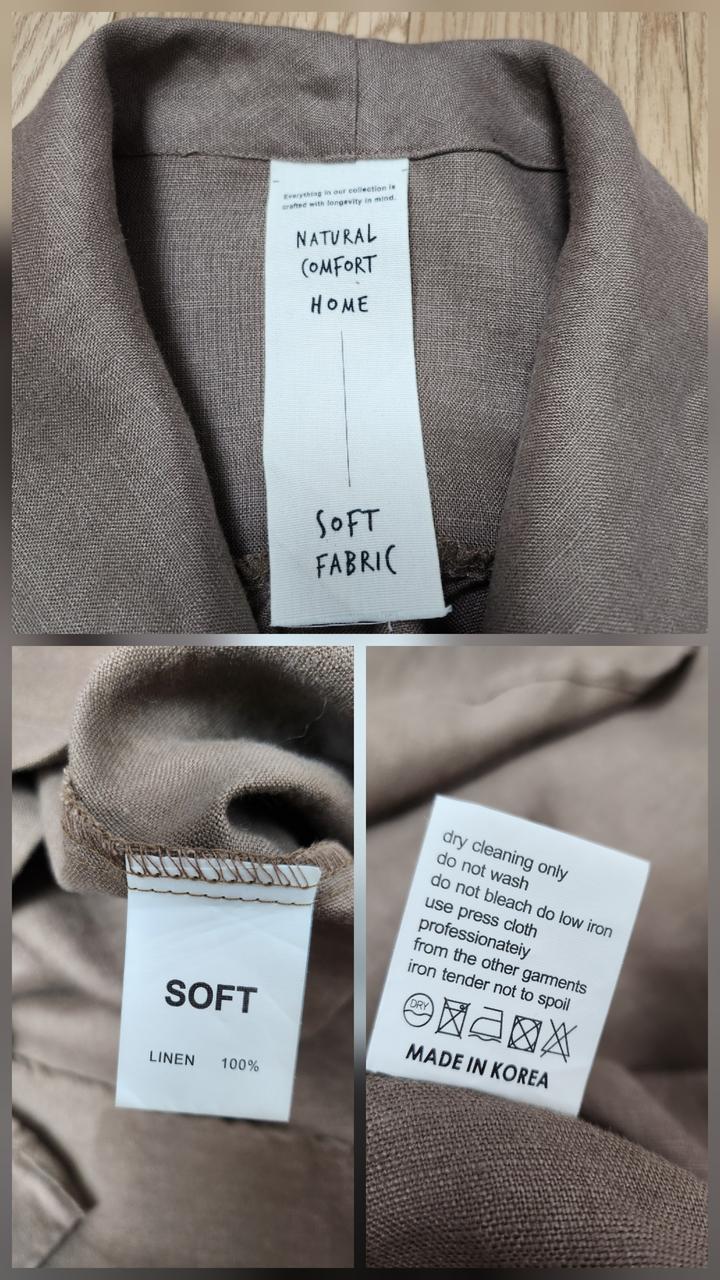 Everything in our collection is
crafted with longevity in mind.
NATURAL
COMFORT
HOME
SOFT
FABRIC
SOFT
LINEN 100%
dry cleaning only
do not wash
do not bleach do low iron
use press cloth
professionateiy
from the other garments
iron tender not to spoil
DRY
MADE IN KOREA